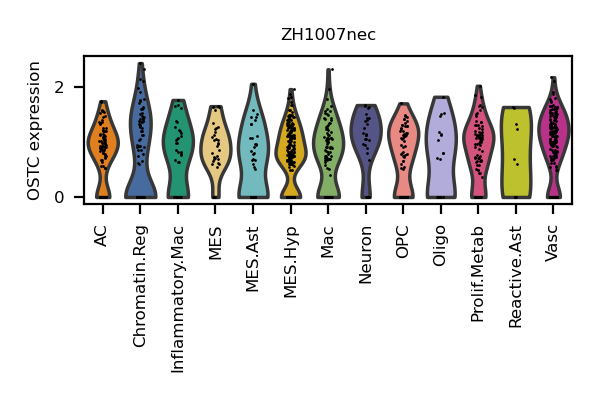 ZH1007nec
OSTC expression
2
0
AC
Chromatin.Reg
Inflammatory.Mac
MES
MES.Ast
MES.Hyp
Mac
Neuron
OPC
Oligo
Prolif.Metab
Reactive.Ast
Vasc